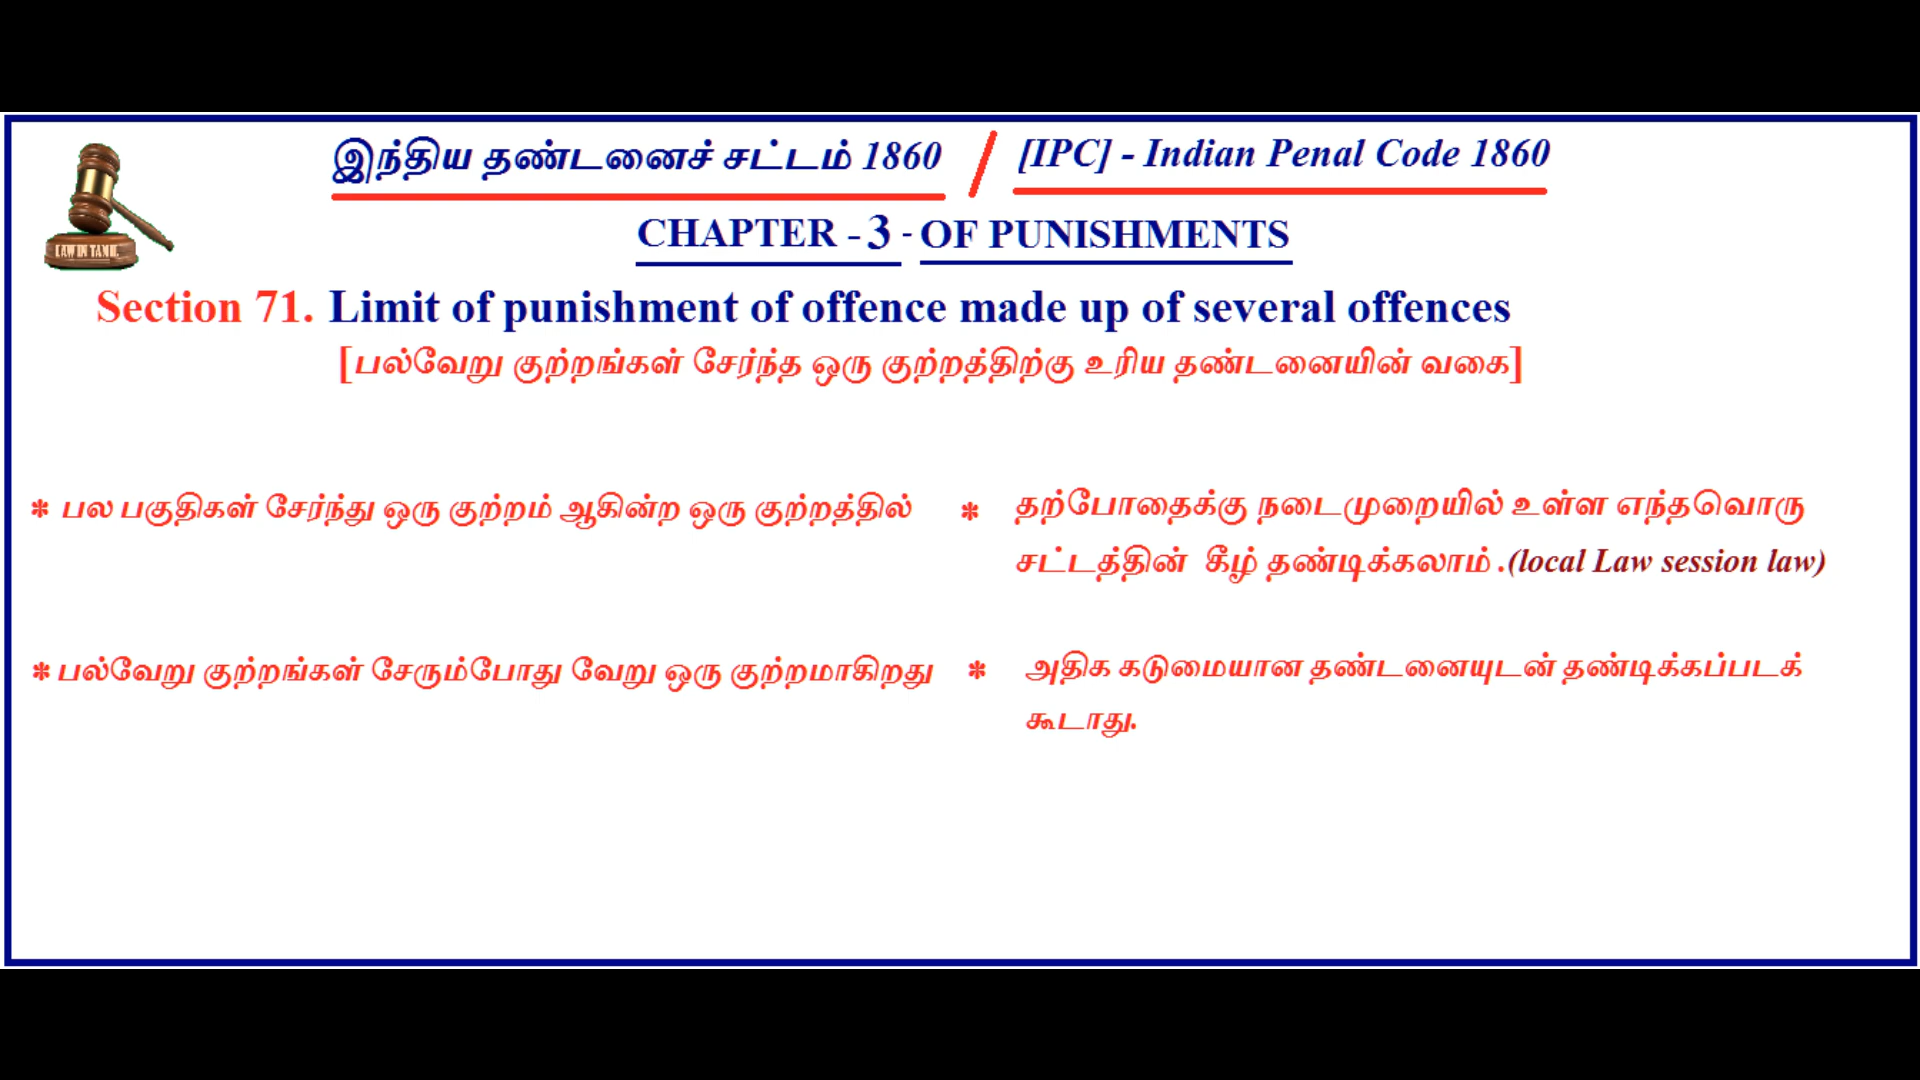 இந்திய தண்டனைச் சட்டம் 1860 / [IPC] - Indian Penal Code 1860
CHAPTER - 3 - OF PUNISHMENTS
LAW IN TAMIL
Section 71. Limit of punishment of offence made up of several offences
[பல்வேறு குற்றங்கள் சேர்ந்த ஒரு குற்றத்திற்கு உரிய தண்டனையின் வகை]
* பல பகுதிகள் சேர்ந்து ஒரு குற்றம் ஆகின்ற ஒரு குற்றத்தில்
* பல்வேறு குற்றங்கள் சேரும்போது வேறு ஒரு குற்றமாகிறது
* தற்போதைக்கு நடைமுறையில் உள்ள எந்தவொரு
சட்டத்தின் கீழ் தண்டிக்கலாம் .(local Law session law)
* அதிக கடுமையான தண்டனையுடன் தண்டிக்கப்படக்
கூடாது.